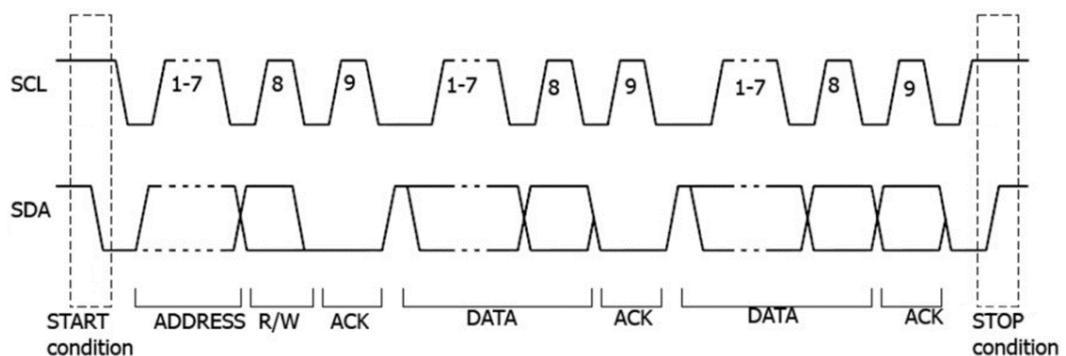 SCL
1-7 8 9 1-7 8 9 1-7 8 9
SDA
START
condition
ADDRESS R/W ACK DATA ACK DATA ACK
STOP
condition